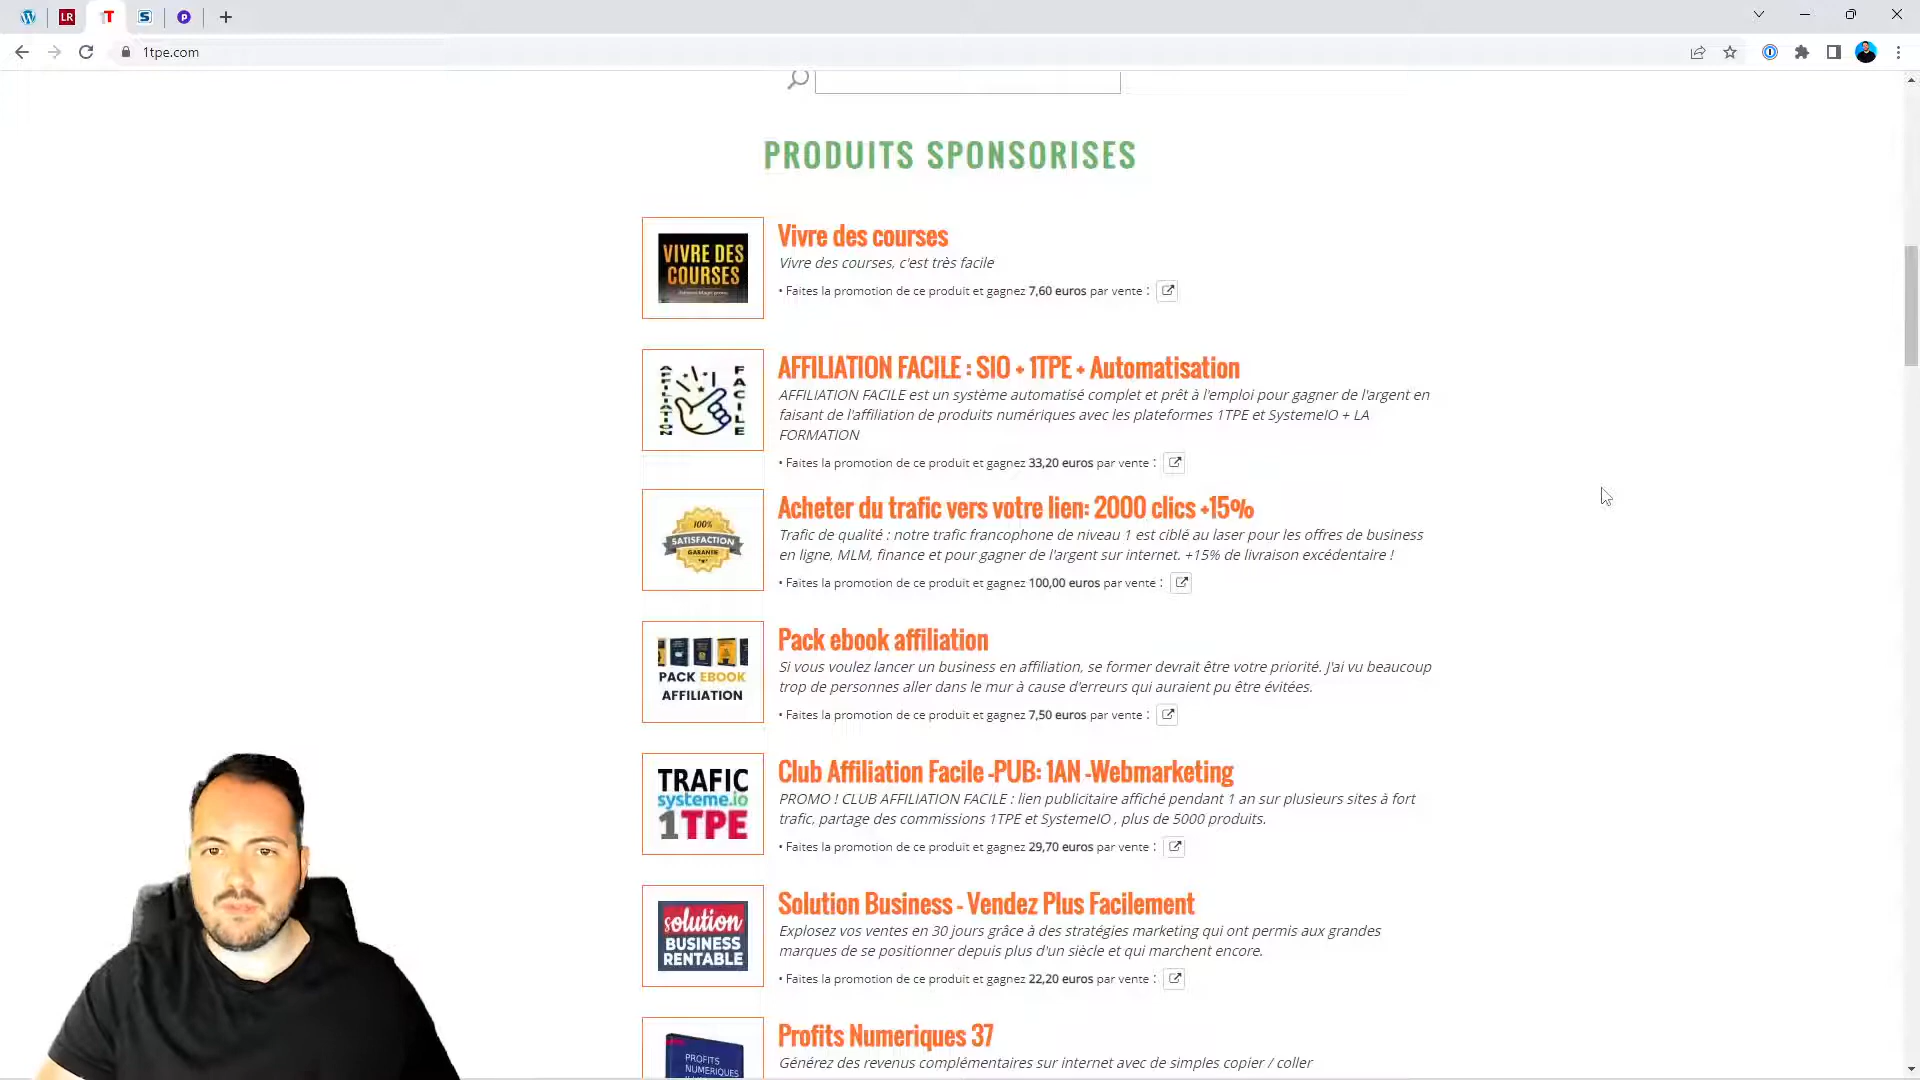 LR
1tpe.com
PRODUITS SPONSORISES
VIVRE DES
COURSES
Vivre des courses
Vivre des courses, c'est très facile
• Faites la promotion de ce produit et gagnez 7,60 euros par vente :
AFFILIATION
FACILE
AFFILIATION FACILE : SIO + 1TPE + Automatisation
AFFILIATION FACILE est un système automatisé complet et prêt à l'emploi pour gagner de l'argent en
faisant de l'affiliation de produits numériques avec les plateformes 1TPE et SystemeIO + LA
FORMATION
• Faites la promotion de ce produit et gagnez 33,20 euros par vente :
100%
SATISFACTION
GARANTIE
Acheter du trafic vers votre lien: 2000 clics +15%
Trafic de qualité : notre trafic francophone de niveau 1 est ciblé au laser pour les offres de business
en ligne, MLM, finance et pour gagner de l'argent sur internet. +15% de livraison excédentaire !
• Faites la promotion de ce produit et gagnez 100,00 euros par vente :
PACK EBOOK
AFFILIATION
Pack ebook affiliation
Si vous voulez lancer un business en affiliation, se former devrait être votre priorité. J'ai vu beaucoup
trop de personnes aller dans le mur à cause d'erreurs qui auraient pu être évitées.
• Faites la promotion de ce produit et gagnez 7,50 euros par vente :
TRAFIC
systeme.io
1TPE
Club Affiliation Facile -PUB: 1AN -Webmarketing
PROMO ! CLUB AFFILIATION FACILE : lien publicitaire affiché pendant 1 an sur plusieurs sites à fort
trafic, partage des commissions 1TPE et SystemeIO , plus de 5000 produits.
• Faites la promotion de ce produit et gagnez 29,70 euros par vente :
solution
BUSINESS
RENTABLE
Solution Business - Vendez Plus Facilement
Explosez vos ventes en 30 jours grâce à des stratégies marketing qui ont permis aux grandes
marques de se positionner depuis plus d'un siècle et qui marchent encore.
• Faites la promotion de ce produit et gagnez 22,20 euros par vente :
PROFITS
NUMERIQUES
Profits Numeriques 37
Générez des revenus complémentaires sur internet avec de simples copier / coller